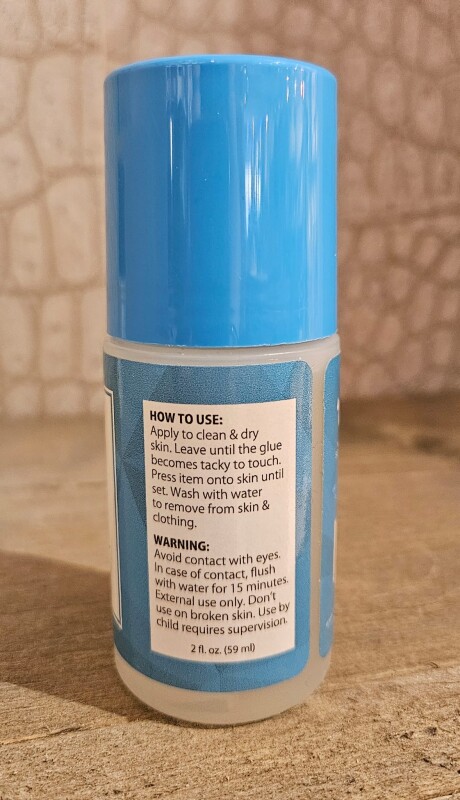 HOW TO USE:
Apply to clean & dry
skin. Leave until the glue
becomes tacky to touch.
Press item onto skin until
set. Wash with water
to remove from skin &
clothing.
WARNING:
Avoid contact with eyes.
In case of contact, flush
with water for 15 minutes.
External use only. Don't
use on broken skin. Use by
child requires supervision.
2 fl. oz. (59 ml)